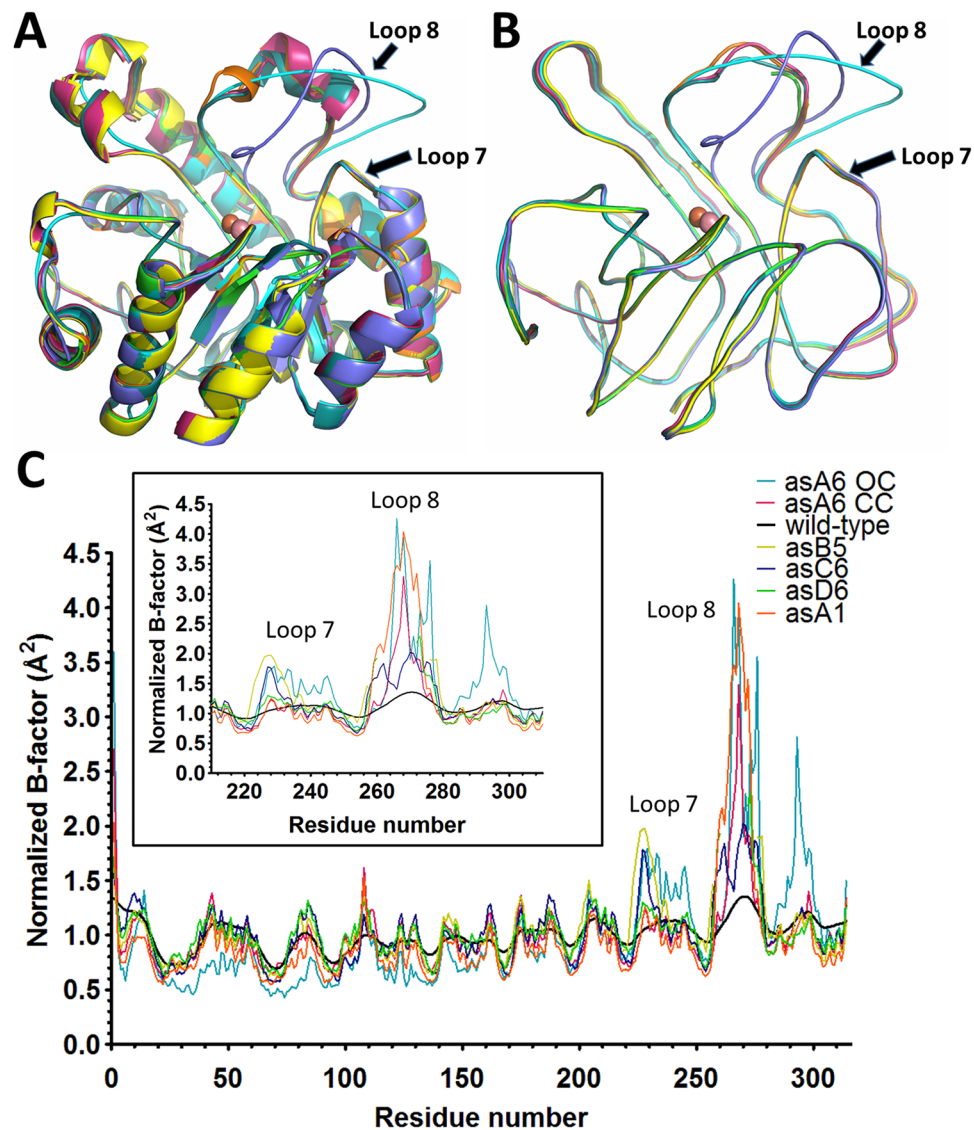 A
Loop 8
Loop 7
B
Loop 8
Loop 7
C
Normalized B-factor (Å²)
4.5
4.0
3.5
3.0
2.5
2.0
1.5
1.0
0.5
0.0
0 50 100 150 200 250 300
Residue number
Loop 7
Loop 8
asA6 OC
asA6 CC
wild-type
asB5
asC6
asD6
asA1
Normalized B-factor (Å²)
4.5
4.0
3.5
3.0
2.5
2.0
1.5
1.0
0.5
0.0
220 240 260 280 300
Residue number
Loop 7
Loop 8